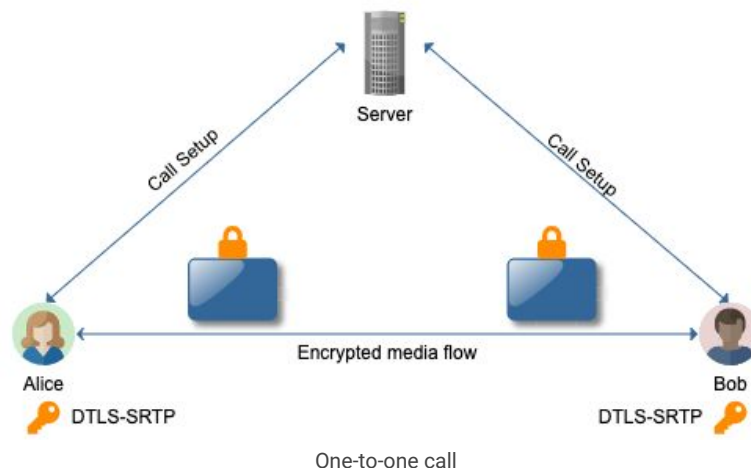 Server
Call Setup
Call Setup
Encrypted media flow
Alice
Bob
DTLS-SRTP
DTLS-SRTP
One-to-one call